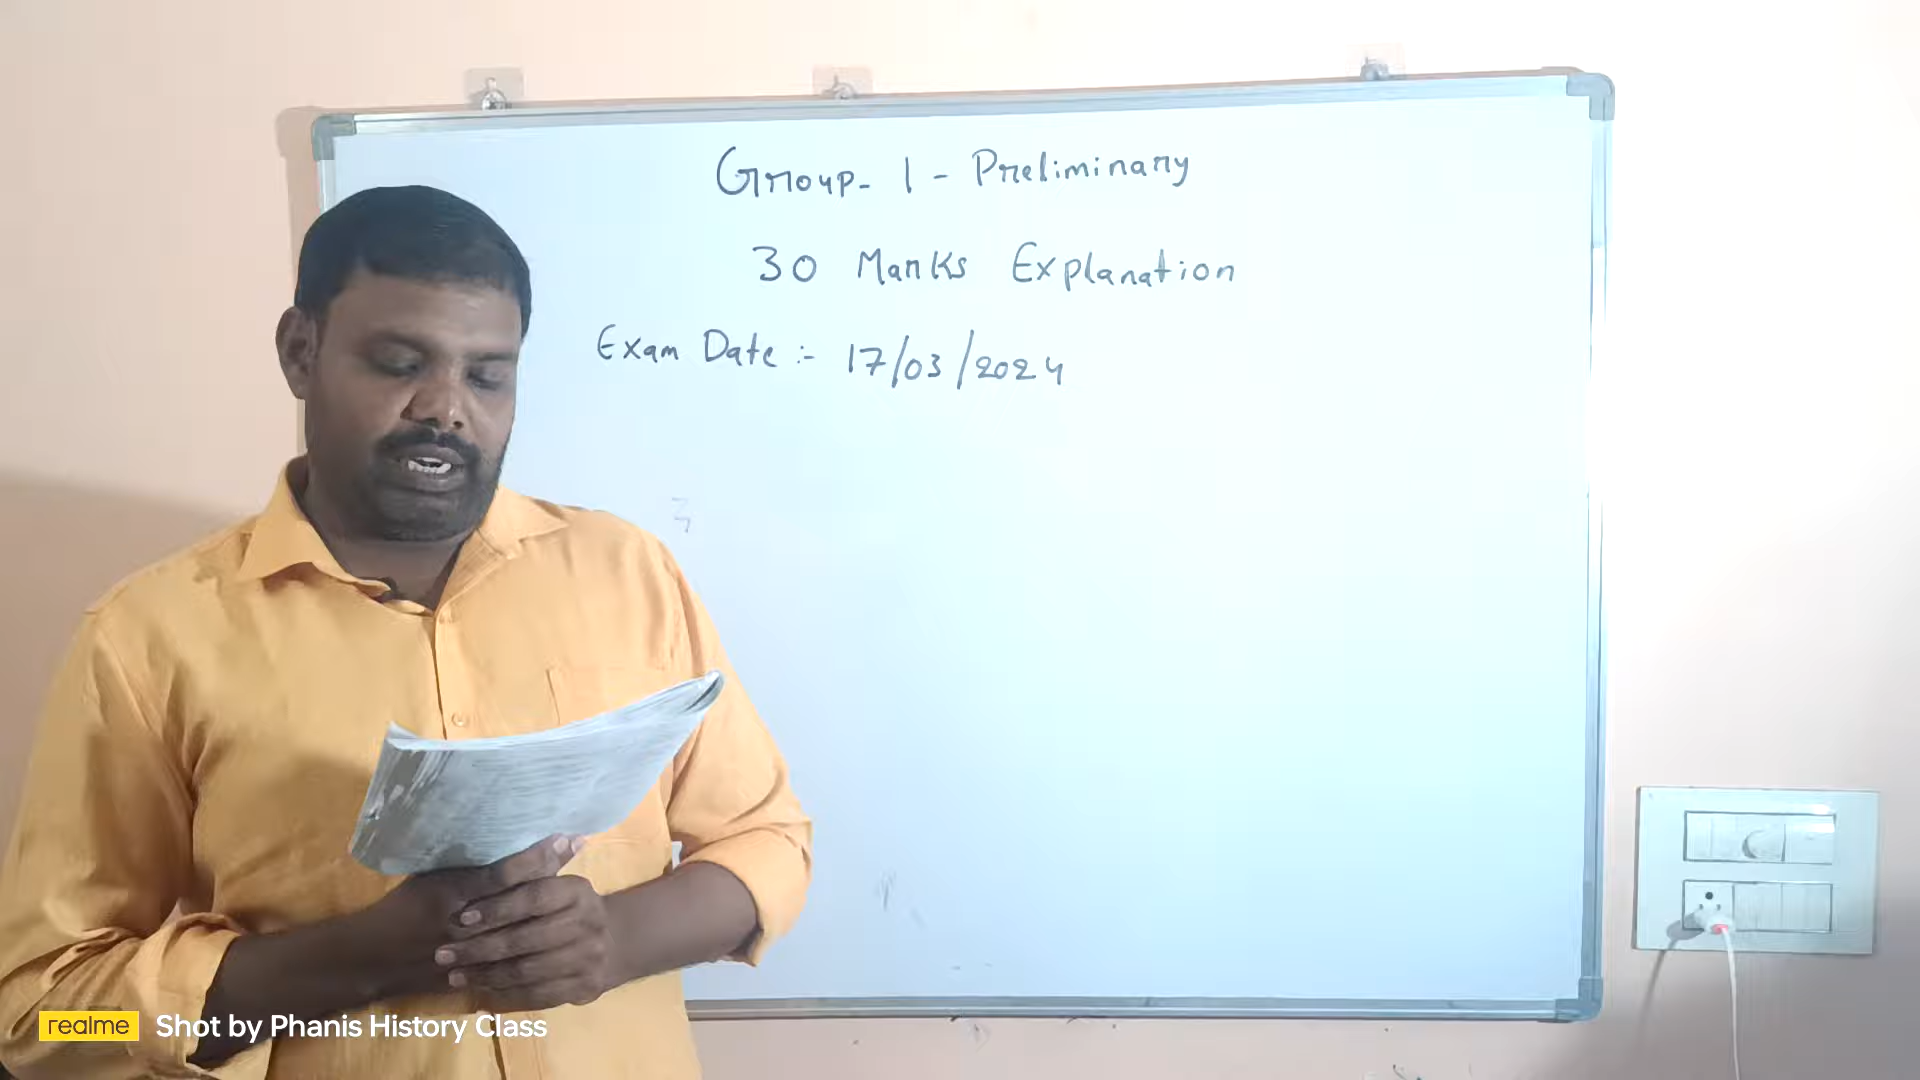 Group- 1 - Preliminary
30 Marks Explanation
Exam Date :- 17/03/2024
realme Shot by Phanis History Class